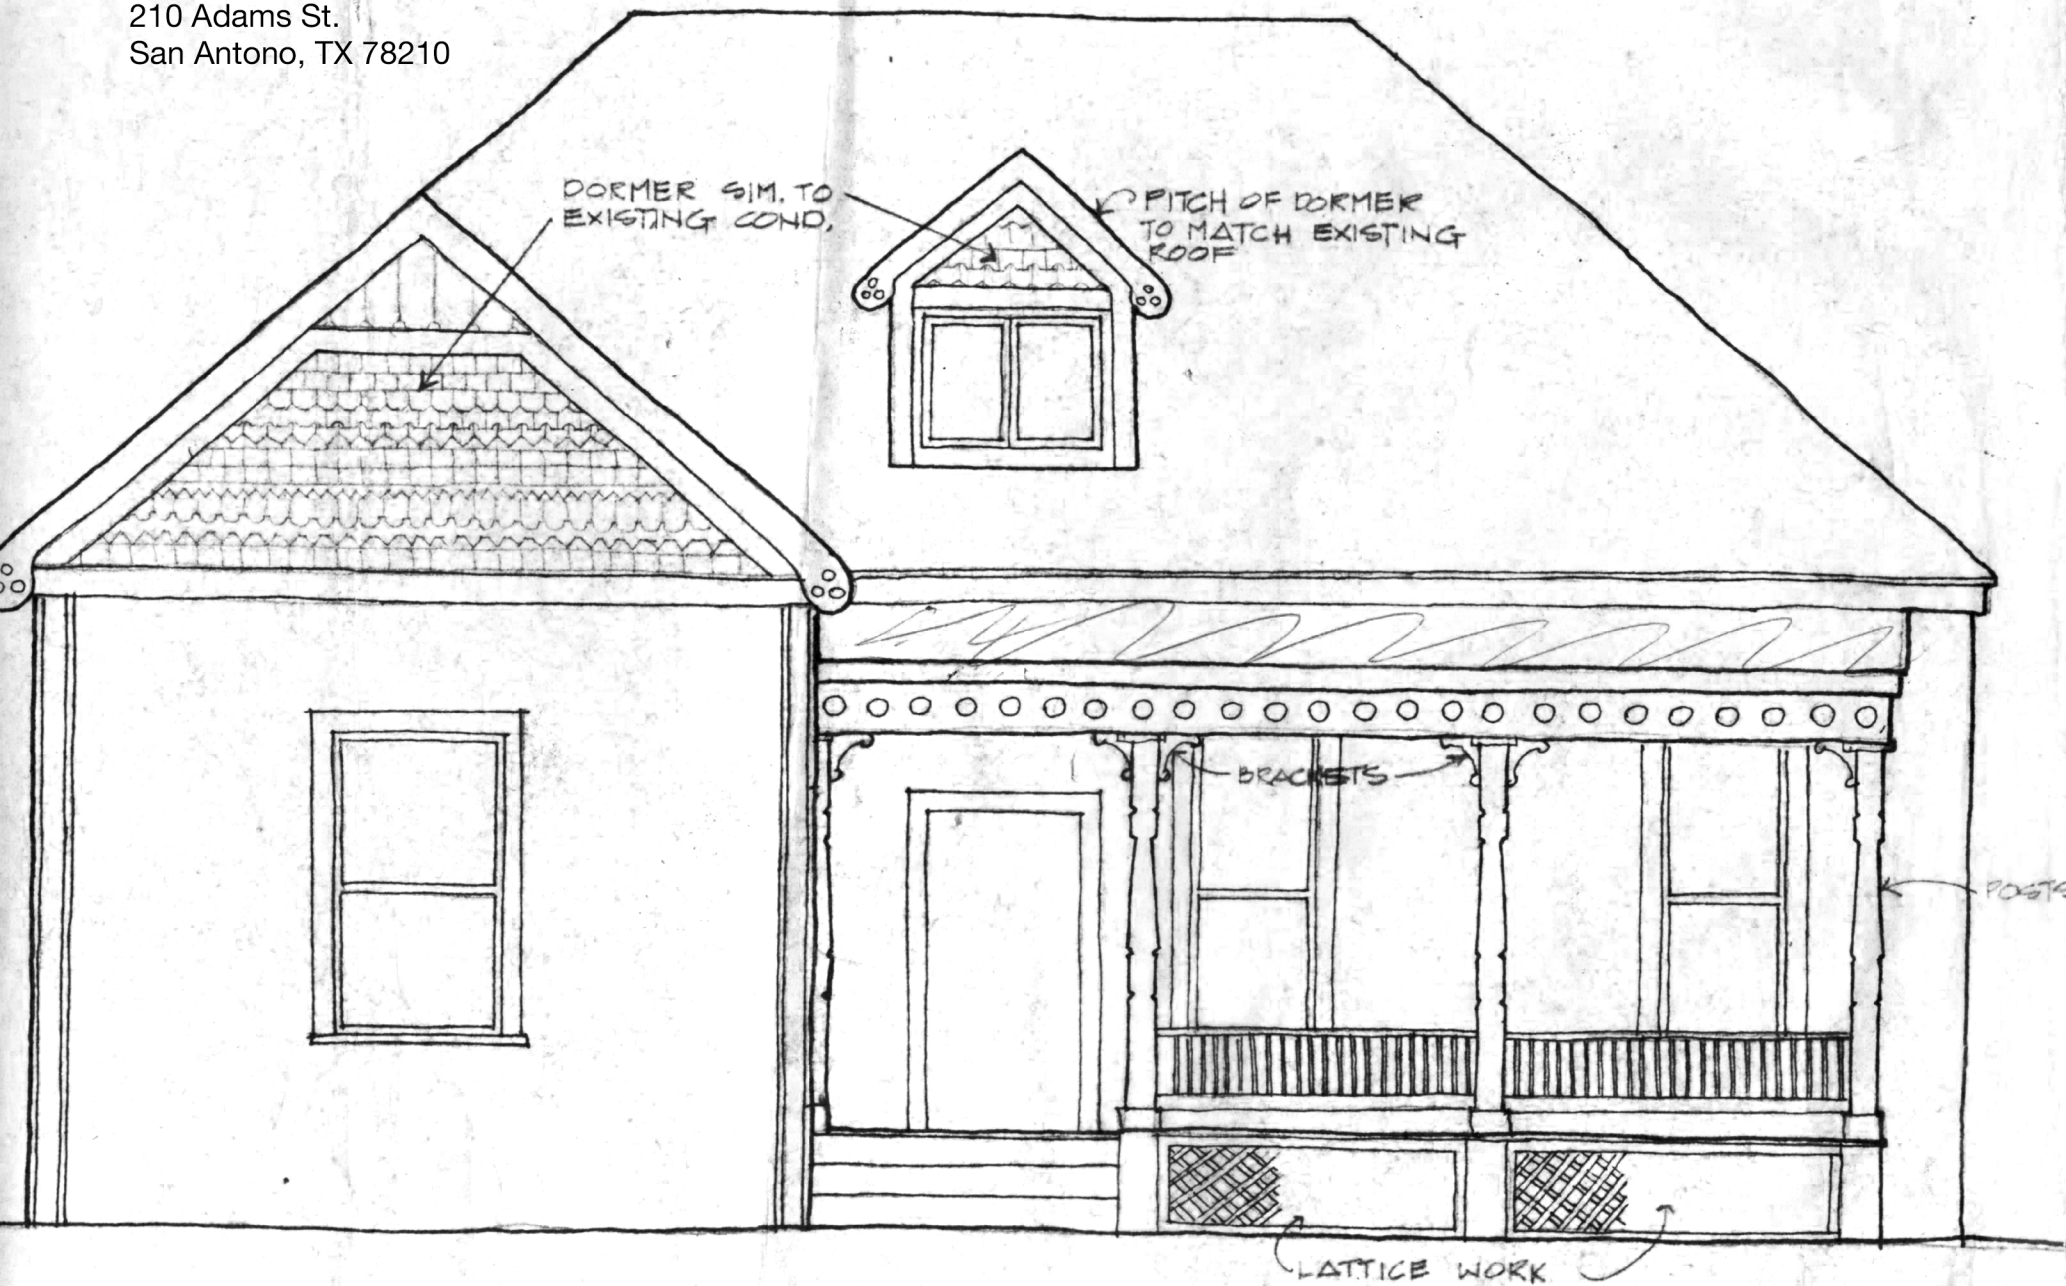 210 Adams St.
San Antono, TX 78210
DORMER SIM. TO
EXISTING COND.
PITCH OF DORMER
TO MATCH EXISTING
ROOF
BRACKETS
POSTS
LATTICE WORK